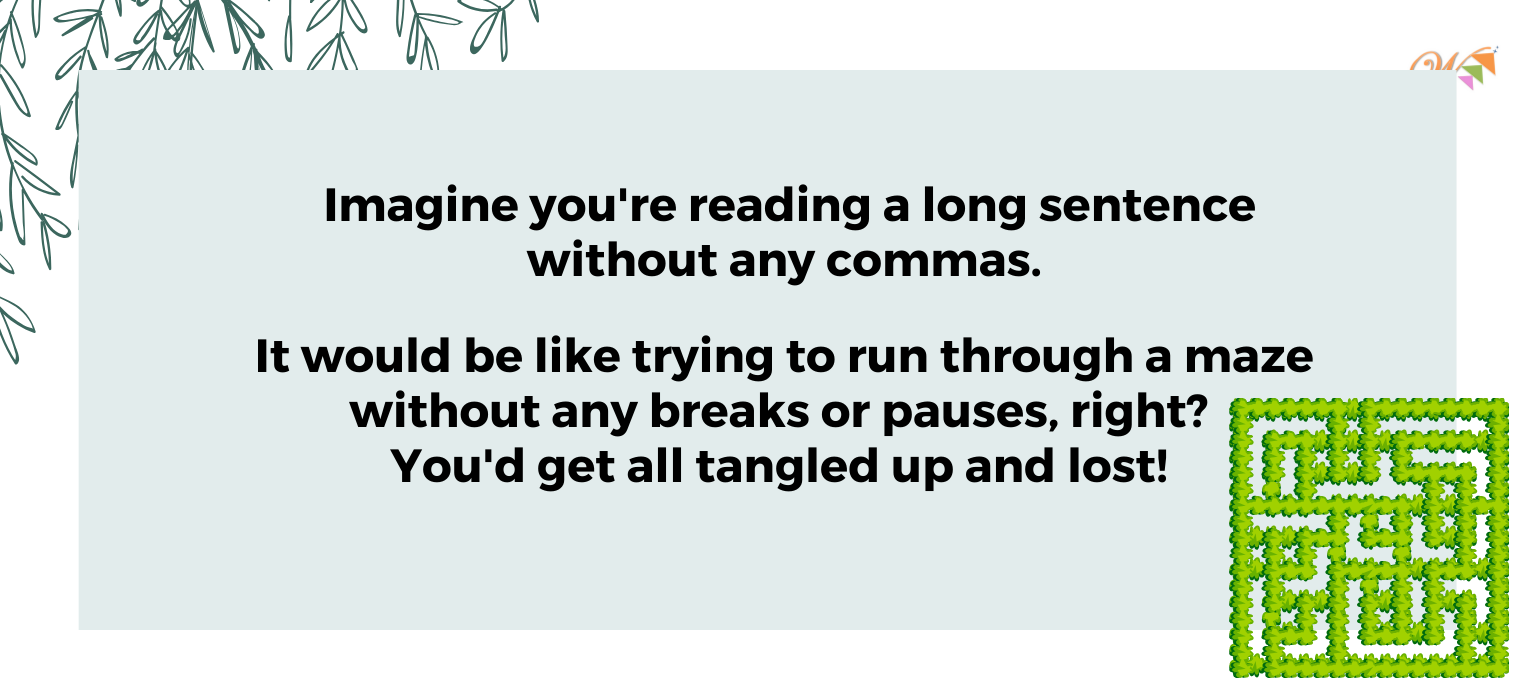 Imagine you're reading a long sentence
without any commas.
It would be like trying to run through a maze
without any breaks or pauses, right?
You'd get all tangled up and lost!